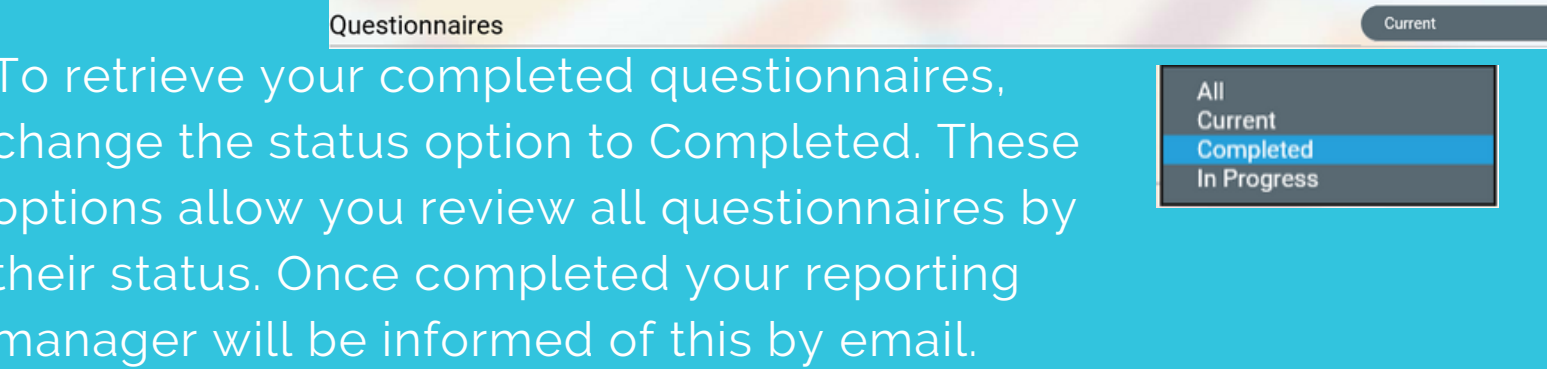 Questionnaires
Current
To retrieve your completed questionnaires,
change the status option to Completed. These
options allow you review all questionnaires by
their status. Once completed your reporting
manager will be informed of this by email.
All
Current
Completed
In Progress